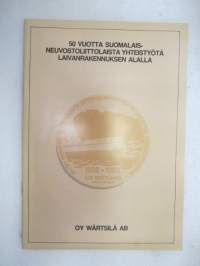 50 VUOTTA SUOMALAIS-
NEUVOSTOLIITTOLAISTA YHTEISTYÖTÄ
LAIVANRAKENNUKSEN ALALLA
OY WÄRTSILÄ AB